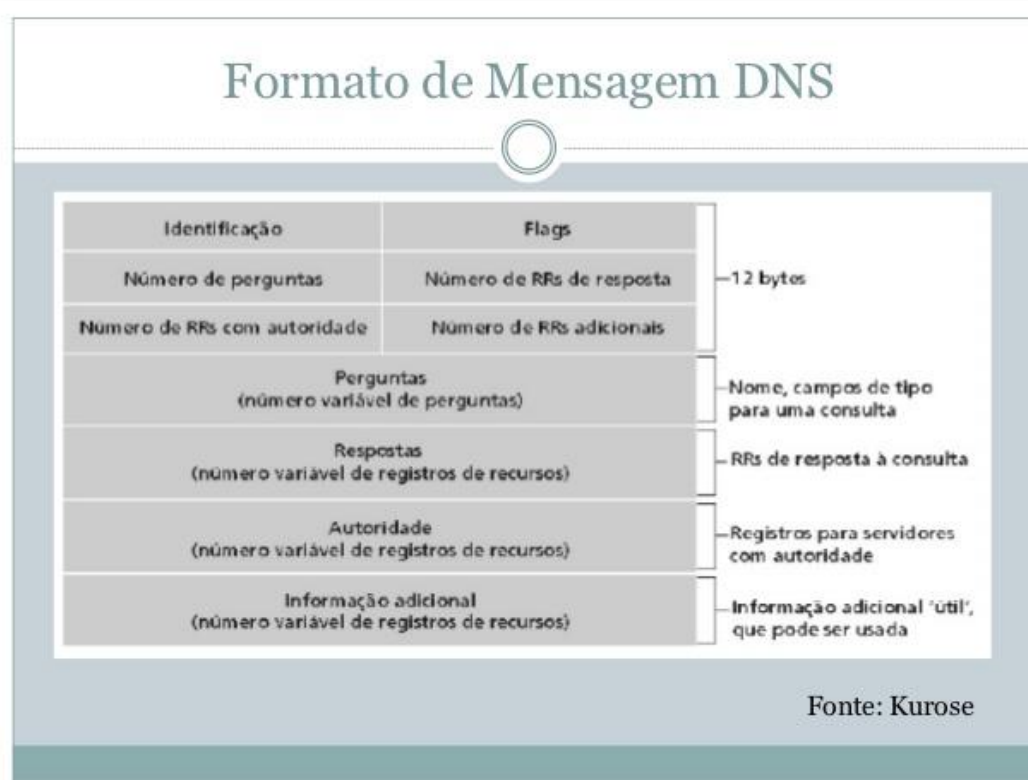 Formato de Mensagem DNS
Identificação
Flags
12 bytes
Número de perguntas
Número de RRs de resposta
Número de RRs com autoridade
Número de RRs adicionais
Perguntas
(número variável de perguntas)
Nome, campos de tipo
para uma consulta
Respostas
(número variável de registros de recursos)
RRs de resposta à consulta
Autoridade
(número variável de registros de recursos)
Registros para servidores
com autoridade
Informação adicional
(número variável de registros de recursos)
Informação adicional ‘útil’,
que pode ser usada
Fonte: Kurose